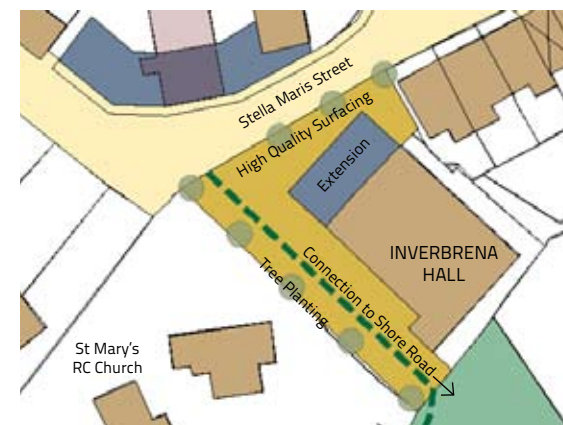 Stella Maris Street
High Quality Surfacing
Extension
Connection to Shore Road
INVERBRENA
HALL
Tree Planting
St Mary's
RC Church